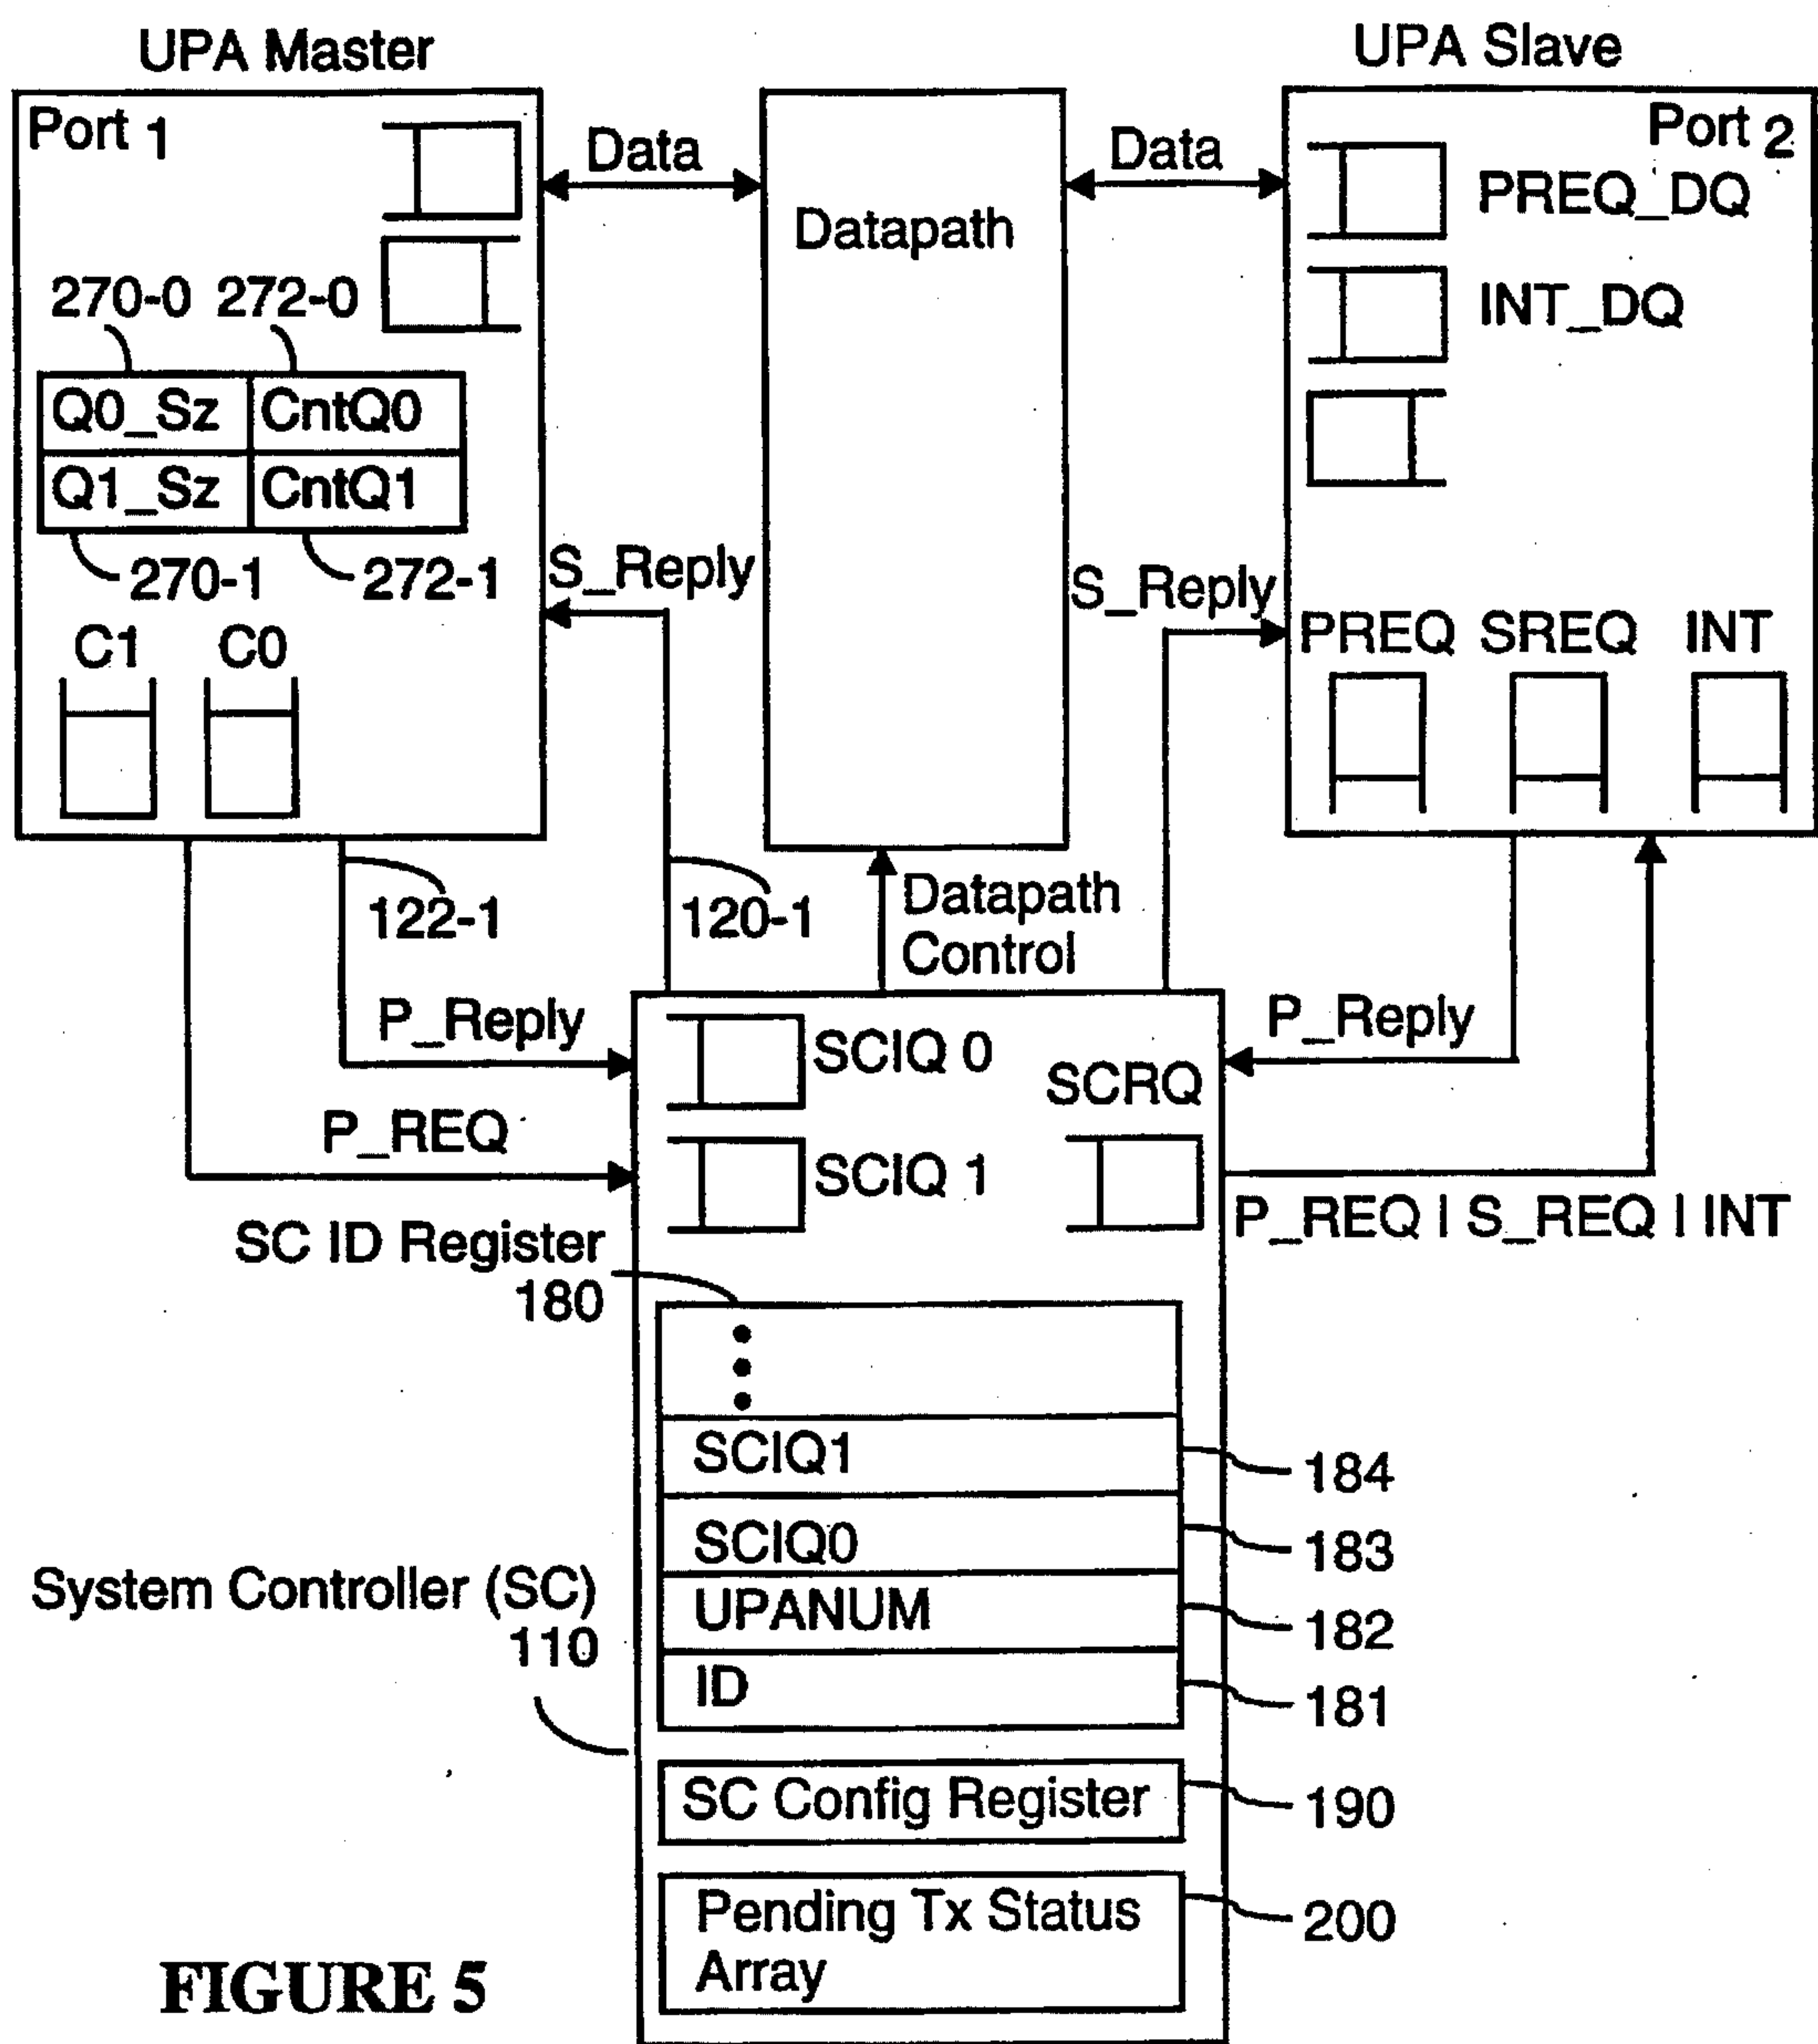 UPA Master
UPA Slave
Port 1
Data
Data
Port 2
Datapath
PREQ_DQ
INT_DQ
270-0 272-0
Q0_Sz CntQ0
Q1_Sz CntQ1
270-1 272-1
S_Reply
S_Reply
C1 C0
PREQ SREQ INT
122-1
120-1
Datapath
Control
P_Reply
P_Reply
SCIQ 0
SCRQ
P_REQ
SCIQ 1
P_REQ | S_REQ | INT
SC ID Register
180
SCIQ1
184
SCIQ0
183
System Controller (SC)
110
UPANUM
182
ID
181
SC Config Register
190
Pending Tx Status
Array
200
FIGURE 5